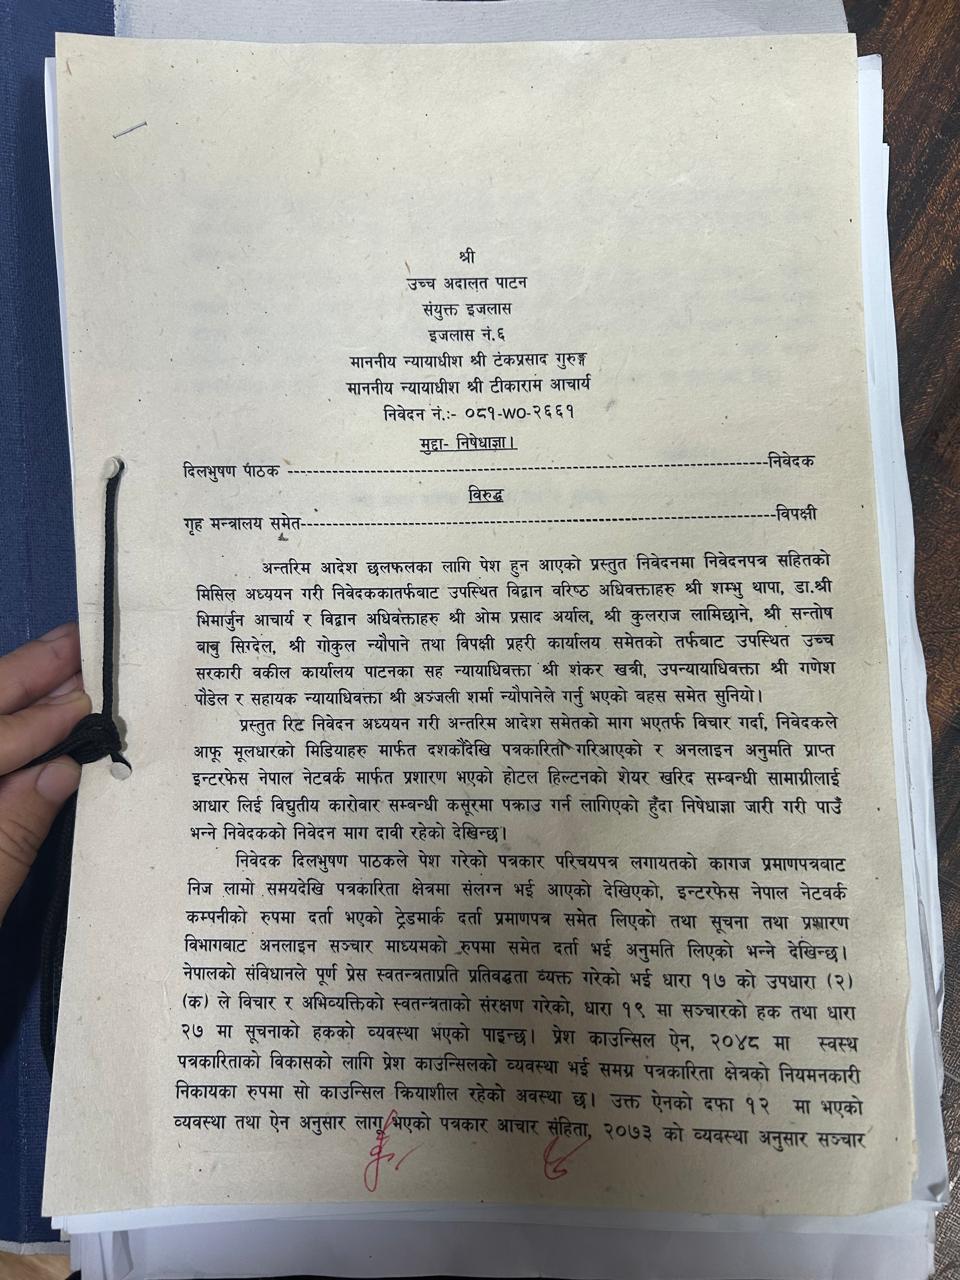 श्री
उच्च अदालत पाटन
संयुक्त इजलास
इजलास नं.६
माननीय न्यायाधीश श्री टंकप्रसाद गुरुङ्ग
माननीय न्यायाधीश श्री टीकाराम आचार्य
निवेदन नं.:- ०८१-WO-२६६१
मुद्दा- निषेधाज्ञा।
दिलभुषण पाठक ------------------------------------------------------------------------निवेदक
विरुद्ध
गृह मन्त्रालय समेत-----------------------------------------------------------------------विपक्षी
अन्तरिम आदेश छलफलका लागि पेश हुन आएको प्रस्तुत निवेदनमा निवेदनपत्र सहितको
मिसिल अध्ययन गरी निवेदककातर्फबाट उपस्थित विद्वान वरिष्ठ अधिवक्ताहरु श्री शम्भु थापा, डा.श्री
भिमार्जुन आचार्य र विद्वान अधिवक्ताहरु श्री ओम प्रसाद अर्याल, श्री कुलराज लामिछाने, श्री सन्तोष
बाबु सिग्देल, श्री गोकुल न्यौपाने तथा विपक्षी प्रहरी कार्यालय समेतको तर्फबाट उपस्थित उच्च
सरकारी वकील कार्यालय पाटनका सह न्यायाधिवक्ता श्री शंकर खत्री, उपन्यायाधिवक्ता श्री गणेश
पौडेल र सहायक न्यायाधिवक्ता श्री अञ्जली शर्मा न्यौपानेले गर्नु भएको बहस समेत सुनियो।
प्रस्तुत रिट निवेदन अध्ययन गरी अन्तरिम आदेश समेतको माग भएतर्फ विचार गर्दा, निवेदकले
आफू मूलधारको मिडियाहरु मार्फत दशकौंदेखि पत्रकारिता गरिआएको र अनलाइन अनुमति प्राप्त
इन्टरफेस नेपाल नेटवर्क मार्फत प्रशारण भएको होटल हिल्टनको शेयर खरिद सम्बन्धी सामाग्रीलाई
आधार लिई विद्युतीय कारोवार सम्बन्धी कसूरमा पक्राउ गर्न लागिएको हुँदा निषेधाज्ञा जारी गरी पाउँ
भन्ने निवेदकको निवेदन माग दावी रहेको देखिन्छ।
निवेदक दिलभुषण पाठकले पेश गरेको पत्रकार परिचयपत्र लगायतको कागज प्रमाणपत्रबाट
निज लामो समयदेखि पत्रकारिता क्षेत्रमा संलग्न भई आएको देखिएको, इन्टरफेस नेपाल नेटवर्क
कम्पनीको रुपमा दर्ता भएको ट्रेडमार्क दर्ता प्रमाणपत्र समेत लिएको तथा सूचना तथा प्रशारण
विभागबाट अनलाइन सञ्चार माध्यमको रुपमा समेत दर्ता भई अनुमति लिएको भन्ने देखिन्छ।
नेपालको संविधानले पूर्ण प्रेस स्वतन्त्रताप्रति प्रतिवद्धता व्यक्त गरेको भई धारा १७ को उपधारा (२)
(क) ले विचार र अभिव्यक्तिको स्वतन्त्रताको संरक्षण गरेको, धारा १९ मा सञ्चारको हक तथा धारा
२७ मा सूचनाको हकको व्यवस्था भएको पाइन्छ। प्रेश काउन्सिल ऐन, २०४८ मा स्वस्थ
पत्रकारिताको विकासको लागि प्रेश काउन्सिलको व्यवस्था भई समग्र पत्रकारिता क्षेत्रको नियमनकारी
निकायका रुपमा सो काउन्सिल क्रियाशील रहेको अवस्था छ। उक्त ऐनको दफा १२ मा भएको
व्यवस्था तथा ऐन अनुसार लागू भएको पत्रकार आचार संहिता, २०७३ को व्यवस्था अनुसार सञ्चार